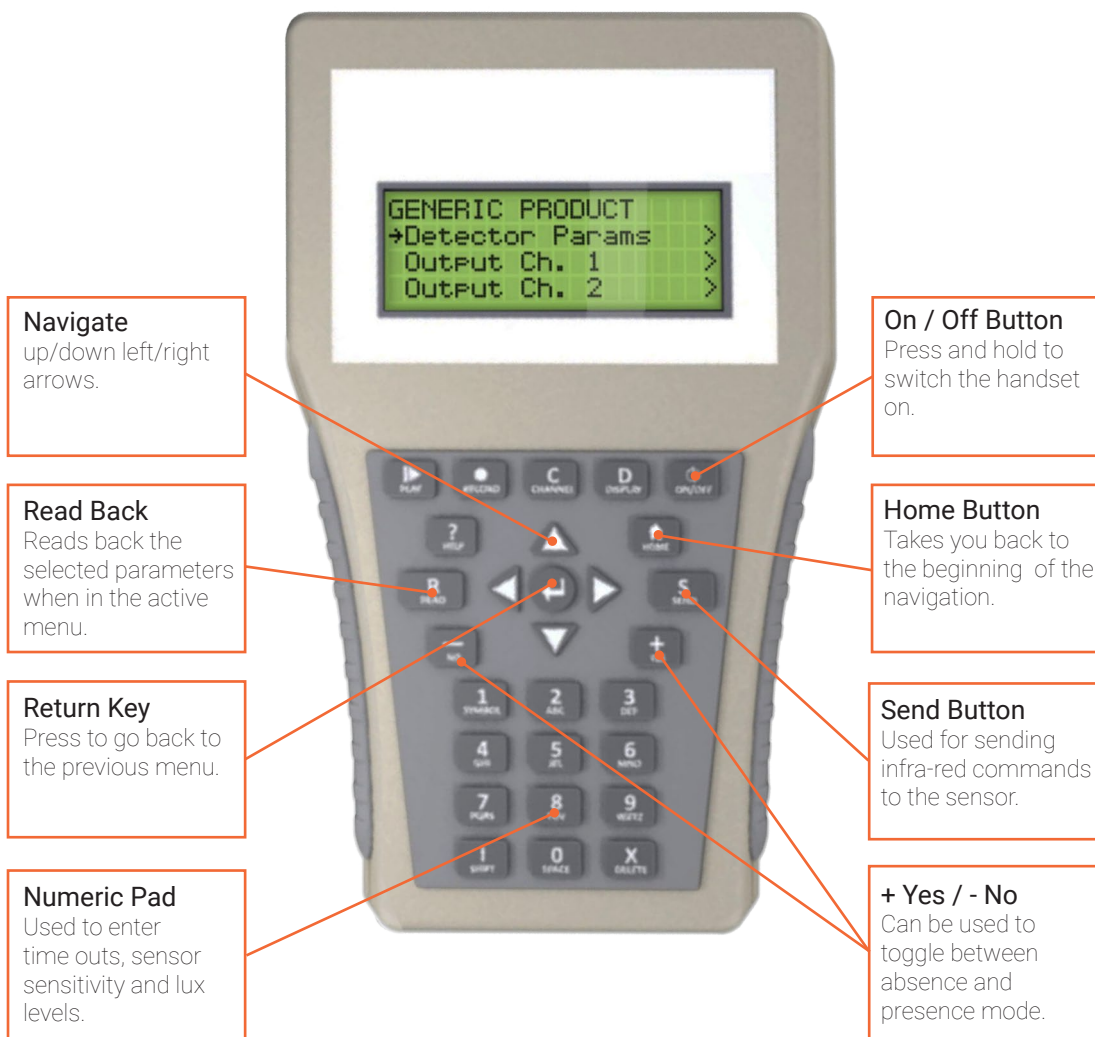 GENERIC PRODUCT
→Detector Params >
Output Ch. 1 >
Output Ch. 2 >
Navigate
up/down left/right
arrows.
Read Back
Reads back the
selected parameters
when in the active
menu.
Return Key
Press to go back to
the previous menu.
Numeric Pad
Used to enter
time outs, sensor
sensitivity and lux
levels.
On / Off Button
Press and hold to
switch the handset
on.
Home Button
Takes you back to
the beginning of the
navigation.
Send Button
Used for sending
infra-red commands
to the sensor.
+ Yes / - No
Can be used to
toggle between
absence and
presence mode.
C D
PLAY CHANNEL DISPLAY ON/OFF
?
HELP HOME
R S
READ SEND
− +
NO
1 2 3
SYMBOL ABC DEF
4 5 6
GHI JKL MNO
7 8 9
PQRS TUV WXYZ
0 X
SHIFT SPACE DELETE